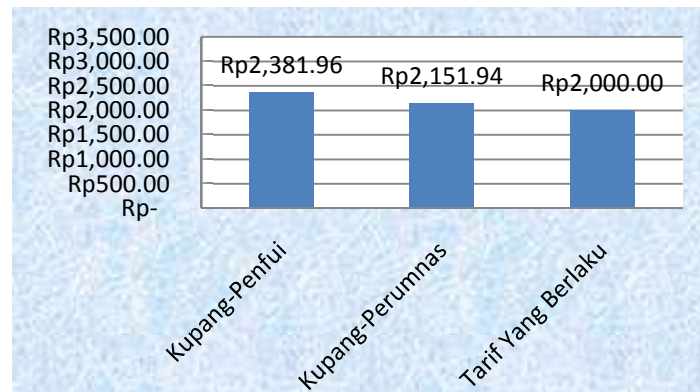 Rp3,500.00
Rp3,000.00
Rp2,500.00
Rp2,000.00
Rp1,500.00
Rp1,000.00
Rp500.00
Rp-
Rp2,381.96
Rp2,151.94
Rp2,000.00
Kupang-Penfui
Kupang-Perumnas
Tarif Yang Berlaku